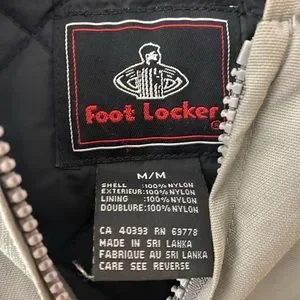 Foot Locker
®
M/M
SHELL :100% NYLON
EXTERIEUR:100% NYLON
LINING :100% NYLON
DOUBLURE:100% NYLON
CA 40393 RN 69778
MADE IN SRI LANKA
FABRIQUE AU SRI LANKA
CARE SEE REVERSE